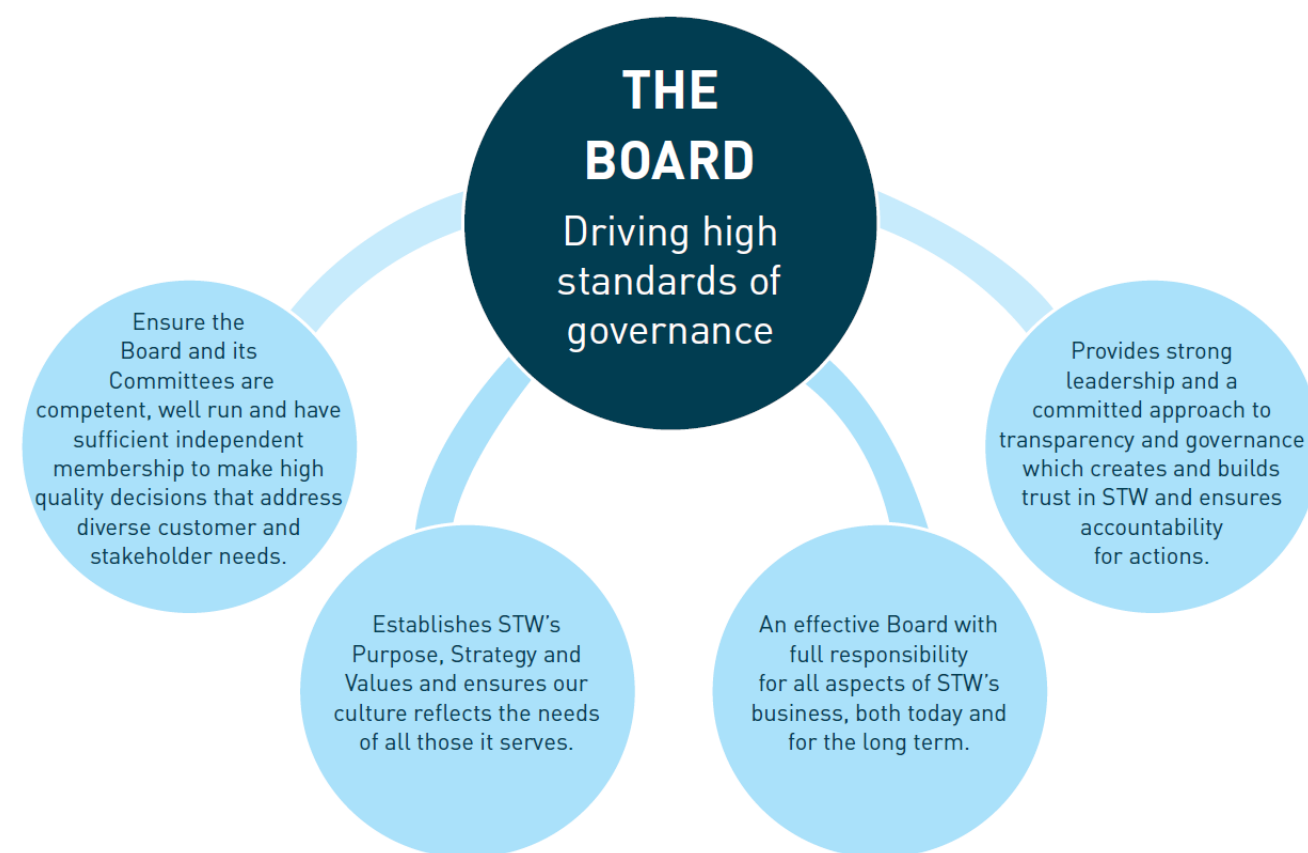 THE
BOARD
Driving high
standards of
governance
Ensure the
Board and its
Committees are
competent, well run and have
sufficient independent
membership to make high
quality decisions that address
diverse customer and
stakeholder needs.
Establishes STW’s
Purpose, Strategy and
Values and ensures our
culture reflects the needs
of all those it serves.
An effective Board with
full responsibility
for all aspects of STW’s
business, both today and
for the long term.
Provides strong
leadership and a
committed approach to
transparency and governance
which creates and builds
trust in STW and ensures
accountability
for actions.